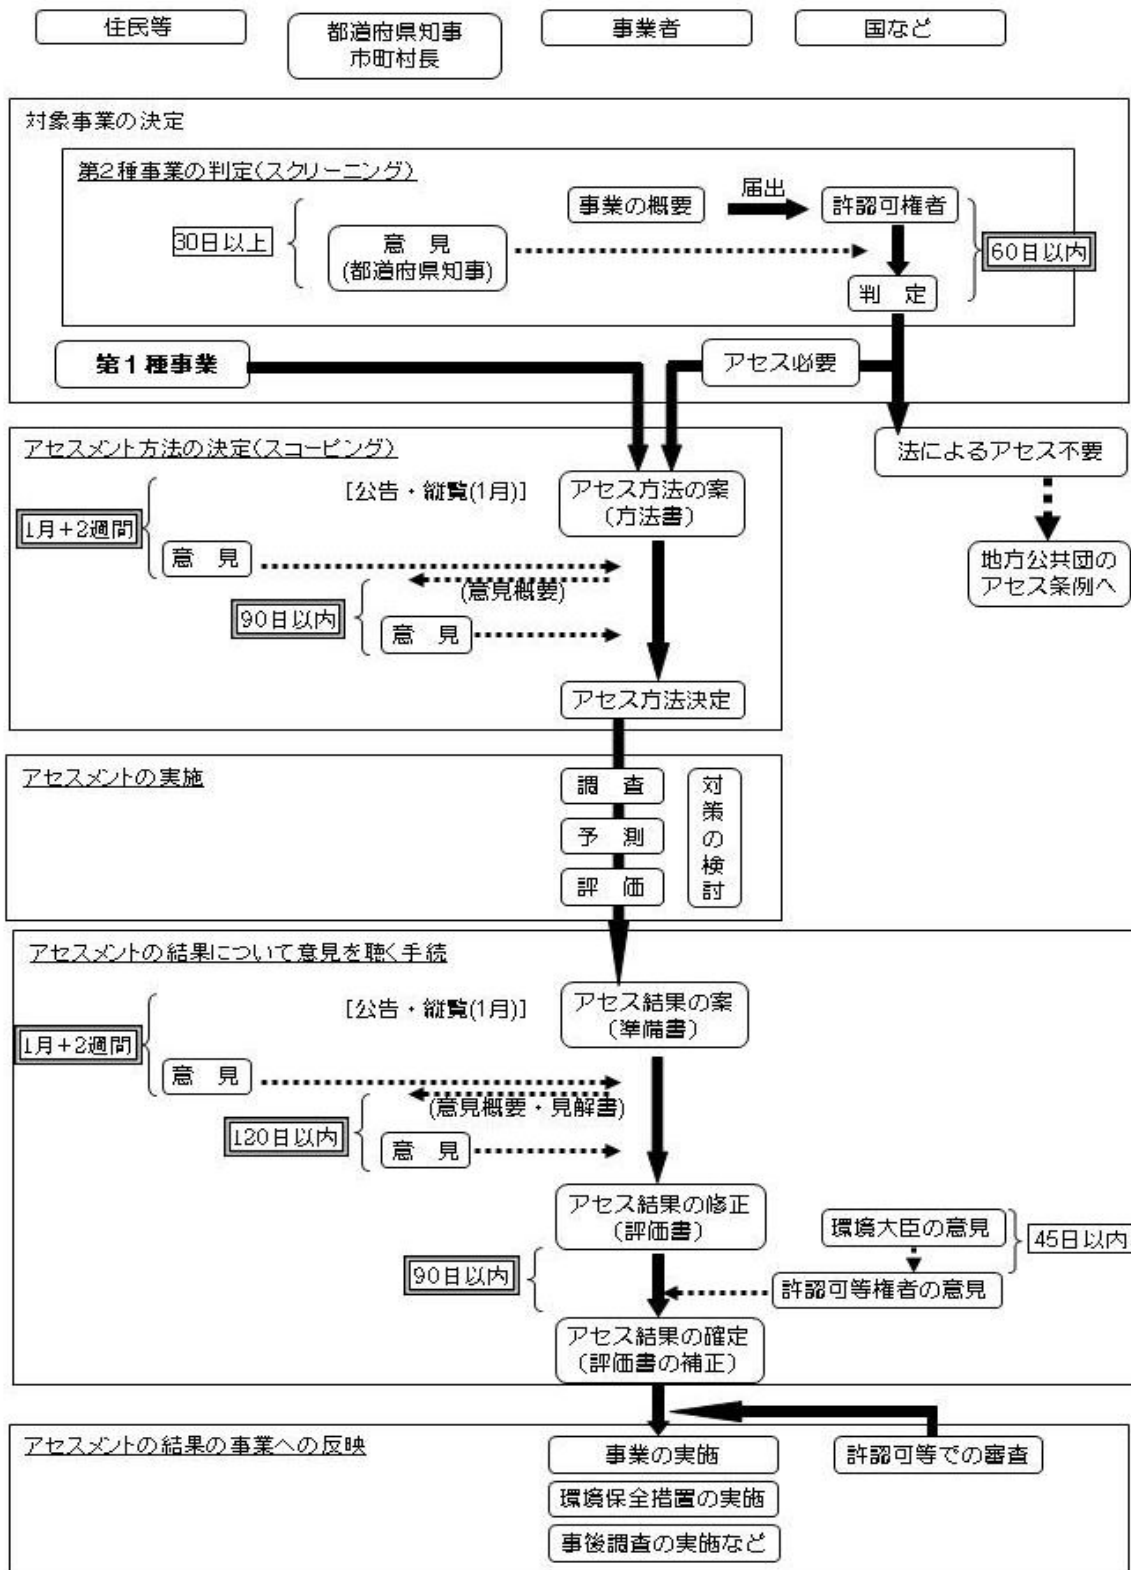 住民等
都道府県知事
市町村長
事業者
国など
対象事業の決定
第2種事業の判定(スクリーニング)
事業の概要
届出
許認可権者
30日以上
意 見
(都道府県知事)
60日以内
判 定
第1種事業
アセス必要
アセスメント方法の決定(スコーピング)
法によるアセス不要
[公告・縦覧(1月)]
アセス方法の案
(方法書)
1月+2週間
意 見
地方公共団の
アセス条例へ
(意見概要)
90日以内
意 見
アセス方法決定
アセスメントの実施
調 査
予 測
評 価
対策の検討
アセスメントの結果について意見を聴く手続
[公告・縦覧(1月)]
アセス結果の案
(準備書)
1月+2週間
意 見
(意見概要・見解書)
120日以内
意 見
アセス結果の修正
(評価書)
環境大臣の意見
45日以内
90日以内
許認可等権者の意見
アセス結果の確定
(評価書の補正)
アセスメントの結果の事業への反映
事業の実施
許認可等での審査
環境保全措置の実施
事後調査の実施など